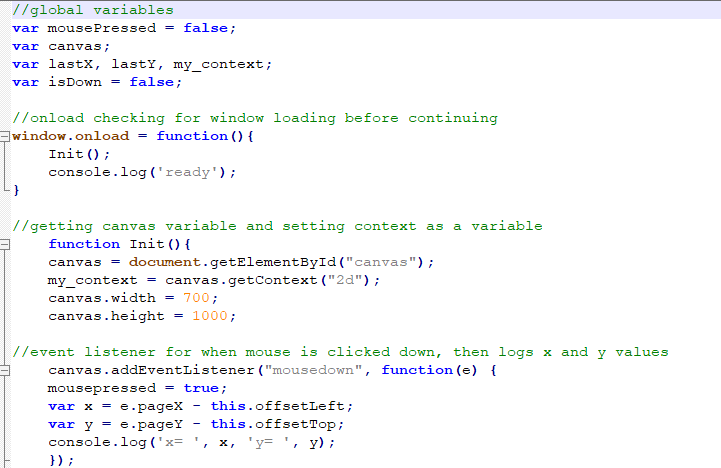 //global variables
var mousePressed = false;
var canvas;
var lastX, lastY, my_context;
var isDown = false;
//onload checking for window loading before continuing
window.onload = function(){
Init();
console.log('ready');
}
//getting canvas variable and setting context as a variable
function Init(){
canvas = document.getElementById("canvas");
my_context = canvas.getContext("2d");
canvas.width = 700;
canvas.height = 1000;
//event listener for when mouse is clicked down, then logs x and y values
canvas.addEventListener("mousedown", function(e) {
mousepressed = true;
var x = e.pageX - this.offsetLeft;
var y = e.pageY - this.offsetTop;
console.log('x= ', x, 'y= ', y);
});